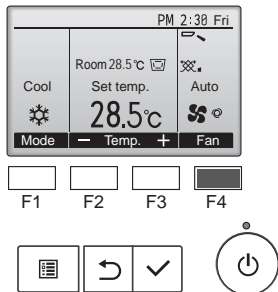 PM 2:30 Fri
Room 28.5℃
Cool Set temp. Auto
28.5℃
Mode − Temp. + Fan
F1 F2 F3 F4